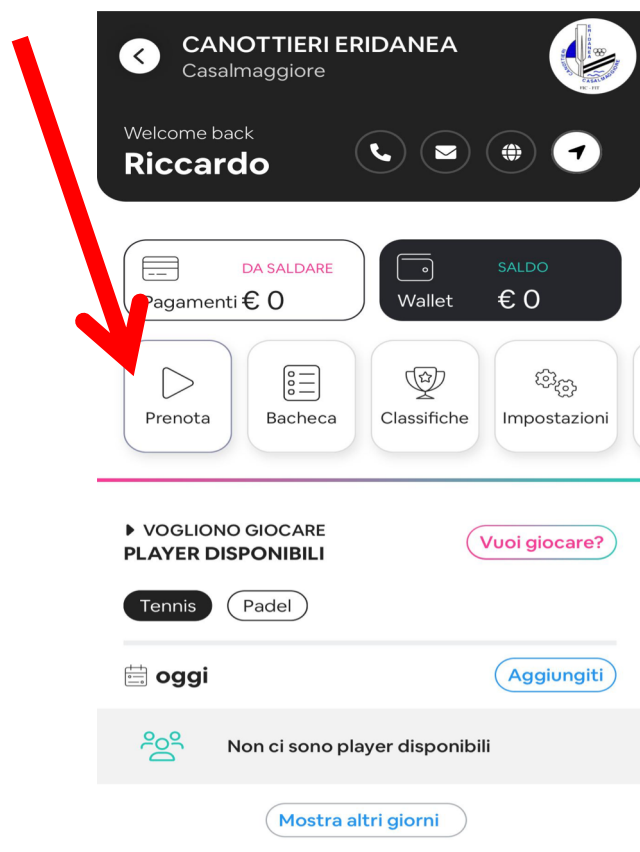 CANOTTIERI ERIDANEA
Casalmaggiore
Welcome back
Riccardo
DA SALDARE
Pagamenti € 0
SALDO
Wallet € 0
Prenota
Bacheca
Classifiche
Impostazioni
VOGLIONO GIOCARE
PLAYER DISPONIBILI
Vuoi giocare?
Tennis
Padel
oggi
Aggiungiti
Non ci sono player disponibili
Mostra altri giorni